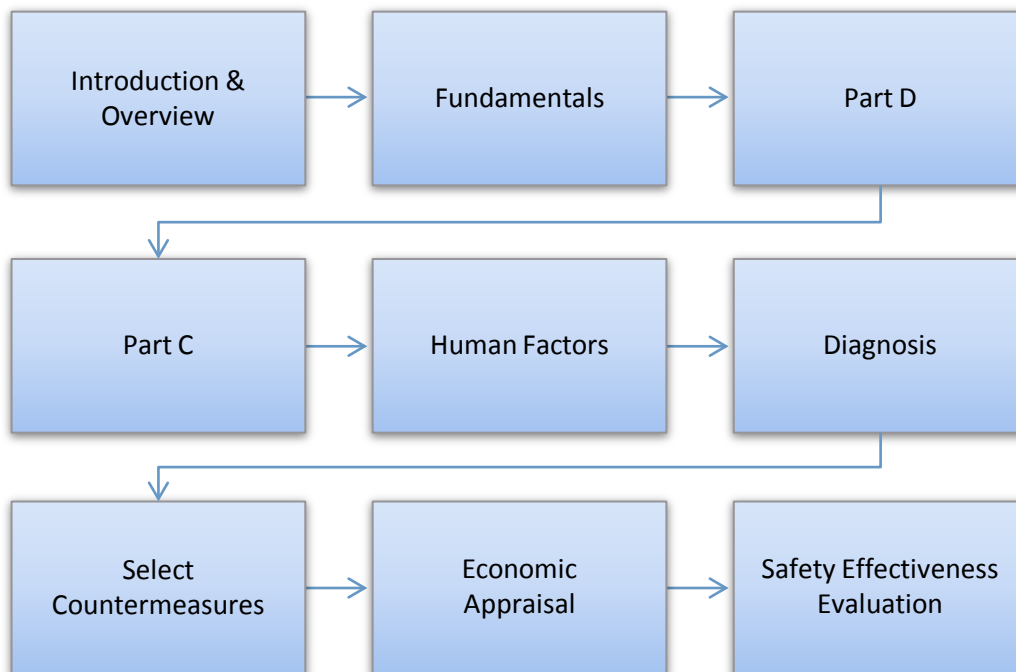 Introduction &
Overview
Fundamentals
Part D
Part C
Human Factors
Diagnosis
Select
Countermeasures
Economic
Appraisal
Safety Effectiveness
Evaluation